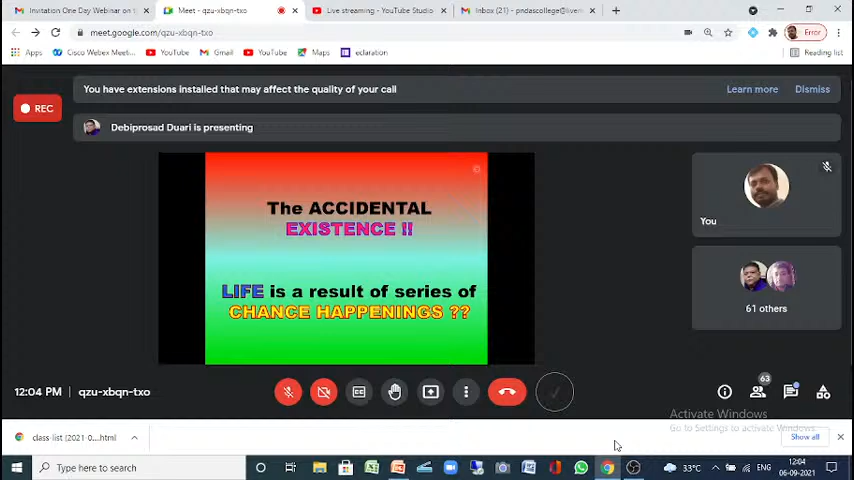 Invitation One Day Webinar on t
Meet - qzu-xbqn-txo
Live streaming - YouTube Studio
Inbox (21) - pndascollege@liver
meet.google.com/qzu-xbqn-txo
Error
Webinars
Cisco Webex Meet...
YouTube
Gmail
YouTube
Maps
eclaration
Reading list
You have extensions installed that may affect the quality of your call
Learn more
Dismiss
REC
Debiprosad Duari is presenting
The ACCIDENTAL
EXISTENCE !!
LIFE is a result of series of
CHANCE HAPPENINGS ??
You
61 others
12:04 PM
qzu-xbqn-txo
63
Activate Windows
Go to Settings to activate Windows.
class-list (2021-0....html
Show all
Type here to search
33°C
ENG
12:04
06-09-2021